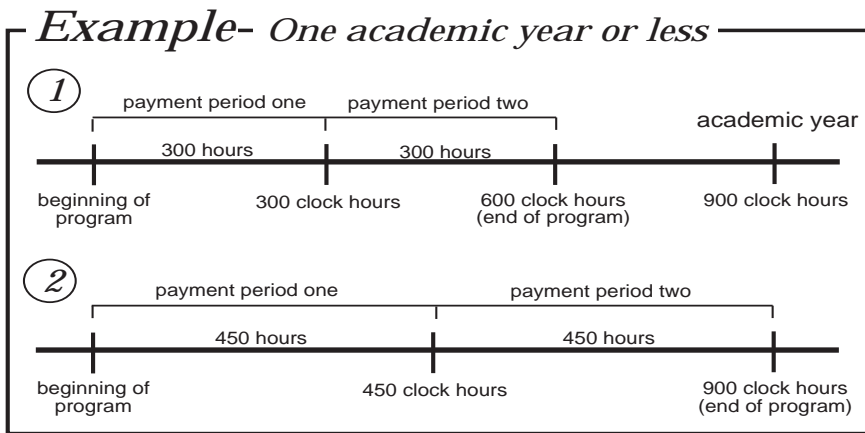 Example- One academic year or less
1
payment period one
payment period two
academic year
300 hours
300 hours
beginning of
program
300 clock hours
600 clock hours
(end of program)
900 clock hours
2
payment period one
payment period two
450 hours
450 hours
beginning of
program
450 clock hours
900 clock hours
(end of program)